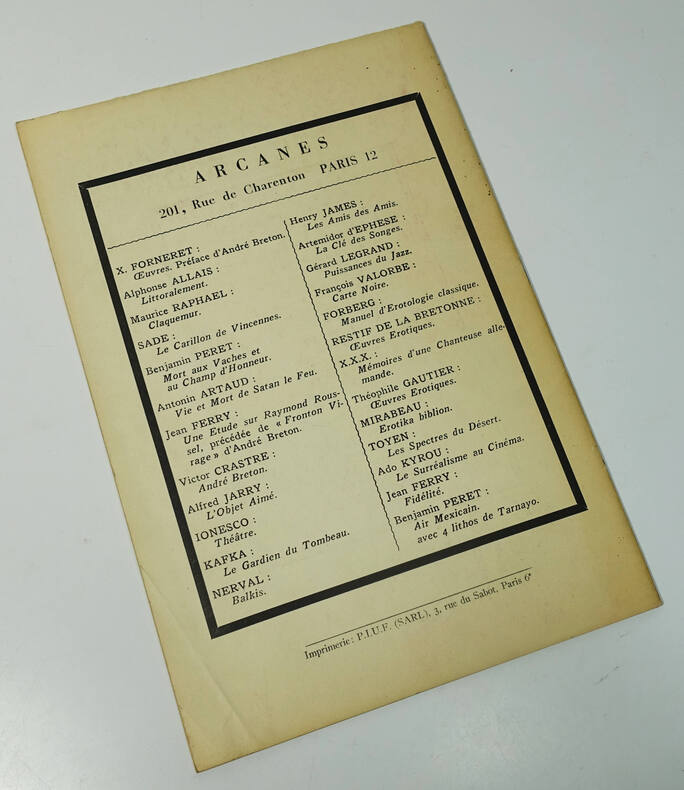 ARCANES
201, Rue de Charenton PARIS 12
X. FORNERET :
Œuvres. Préface d'André Breton.
Alphonse ALLAIS :
Littoralement.
Maurice RAPHAEL :
Claquemur.
SADE :
Le Carillon de Vincennes.
Benjamin PERET :
Mort aux Vaches et
au Champ d'Honneur.
Antonin ARTAUD :
Vie et Mort de Satan le Feu.
Jean FERRY :
Une Etude sur Raymond Rous-
sel, précédée de « Fronton Vi-
rage » d'André Breton.
Victor CRASTRE :
André Breton.
Alfred JARRY :
L'Objet Aimé.
IONESCO :
Théâtre.
KAFKA :
Le Gardien du Tombeau.
NERVAL :
Balkis.
Henry JAMES :
Les Amis des Amis.
Artemidor d'EPHESE :
La Clé des Songes.
Gérard LEGRAND :
Puissances du Jazz.
François VALORBE :
Carte Noire.
FORBERG :
Manuel d'Erotologie classique.
RESTIF DE LA BRETONNE :
Œuvres Erotiques.
X.X.X. :
Mémoires d'une Chanteuse alle-
mande.
Théophile GAUTIER :
Œuvres Erotiques.
MIRABEAU :
Erotika biblion.
TOYEN :
Les Spectres du Désert.
Ado KYROU :
Le Surréalisme au Cinéma.
Jean FERRY :
Fidélité.
Benjamin PERET :
Air Mexicain.
avec 4 lithos de Tarnayo.
Imprimerie : P.I.U.F. (SARL), 3, rue du Sabot, Paris 6e